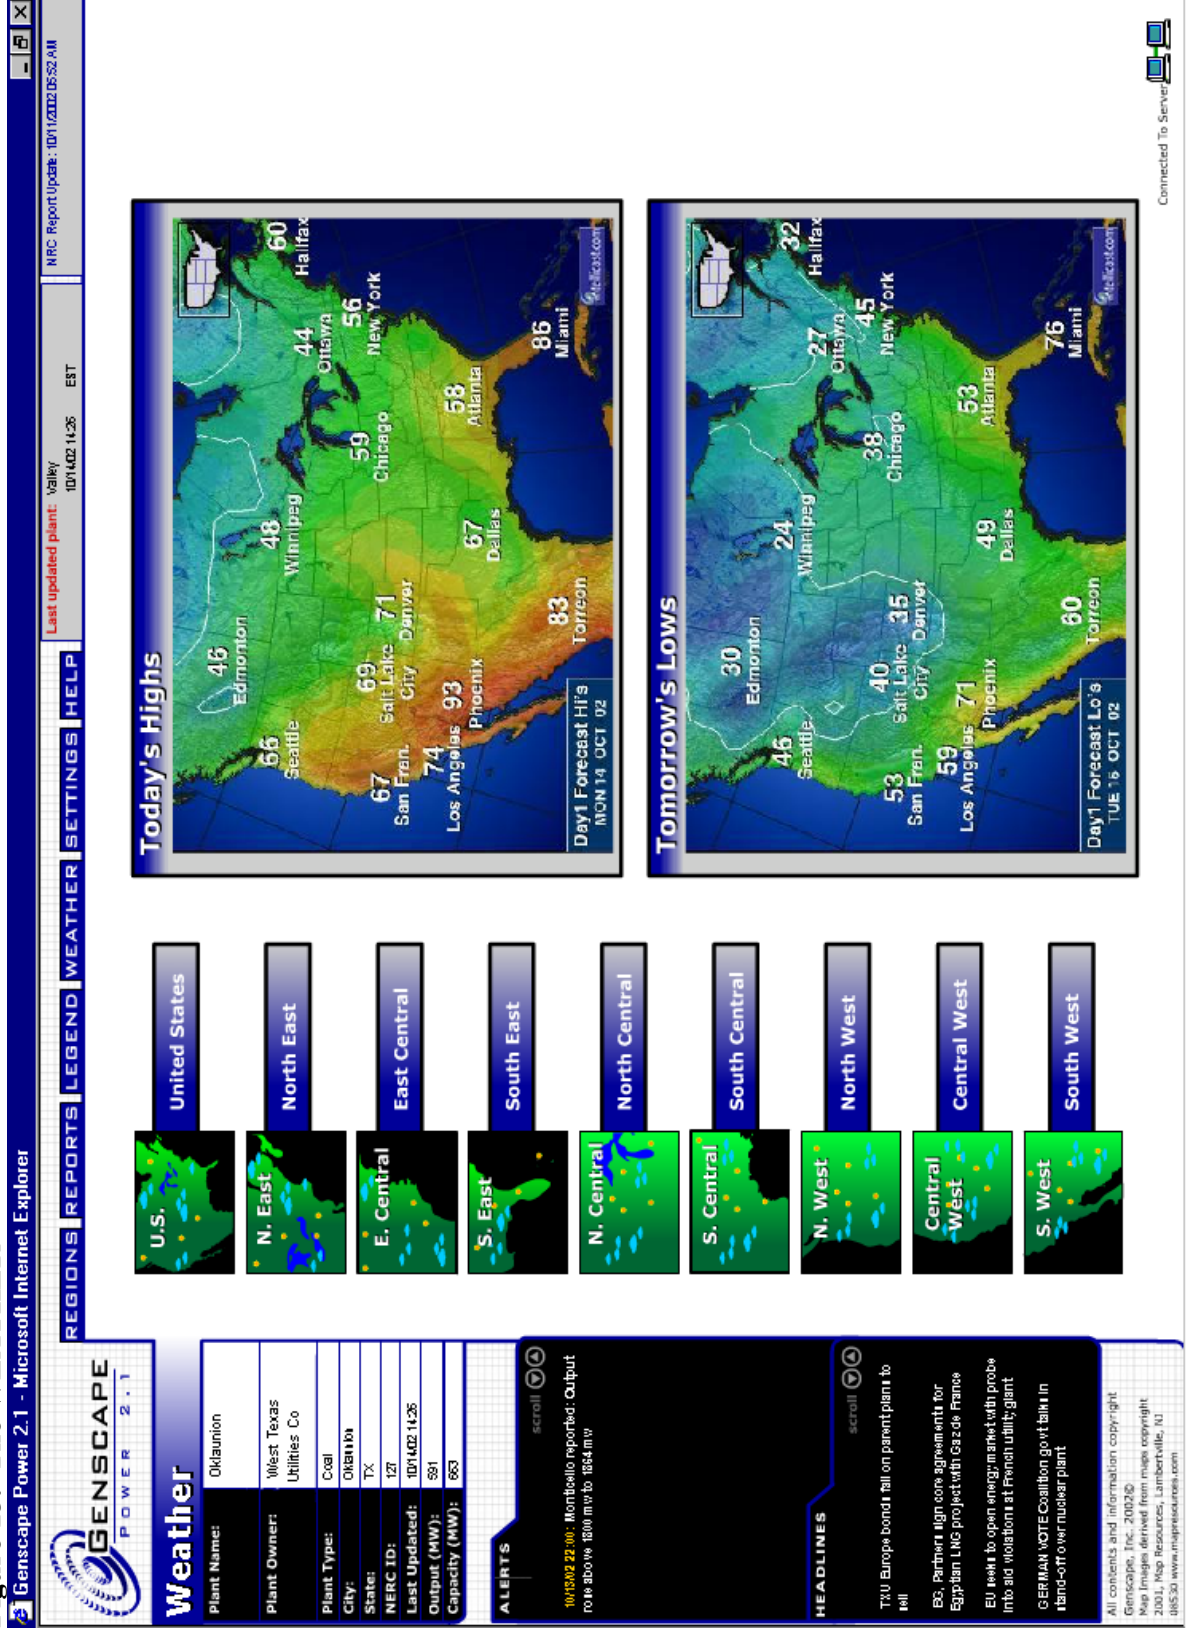 Genscape Power 2.1 - Microsoft Internet Explorer
GENSCAPE
POWER 2.1
REGIONS REPORTS LEGEND WEATHER SETTINGS HELP
Last updated plant: Valley
10/14/02 14:26 EST
NRC Report Update: 10/11/2002 05:52 AM
Weather
Plant Name: Oklaunion
Plant Owner: West Texas
Utilities Co
Plant Type: Coal
City: Oklaunion
State: TX
NERC ID: 127
Last Updated: 10/14/02 14:26
Output (MW): 591
Capacity (MW): 663
ALERTS
scroll
10/13/02 22:00: Monticello reported: Output
rose above 1800 mw to 1864 mw
HEADLINES
scroll
TXU Europe bonds fall on parent plans to
sell
BG, Partners sign core agreements for
Egyptian LNG project with Gaz de France
EU seeks to open energy market with probe
into aid violations at French utility giant
GERMAN VOTE Coalition govt talks in
stand-off over nuclear plant
All contents and information copyright
Genscape, Inc. 2002©
Map Images derived from maps copyright
2001, Map Resources, Lambertville, NJ
08530 www.mapresources.com
U.S.
United States
N. East
North East
E. Central
East Central
S. East
South East
N. Central
North Central
S. Central
South Central
N. West
North West
Central
West
Central West
S. West
South West
Today's Highs
46
Edmonton
48
Winnipeg
44
Ottawa
60
Halifax
56
New York
Seattle
59
Chicago
69
Salt Lake
City
71
Denver
67
San Fran.
74
Los Angeles
93
Phoenix
67
Dallas
58
Atlanta
83
Torreon
86
Miami
Day1 Forecast Hi's
MON 14 OCT 02
Intellicast.com
Tomorrow's Lows
30
Edmonton
24
Winnipeg
27
Ottawa
32
Halifax
45
New York
46
Seattle
38
Chicago
40
Salt Lake
City
35
Denver
53
San Fran.
59
Los Angeles
71
Phoenix
49
Dallas
53
Atlanta
60
Torreon
76
Miami
Day1 Forecast Lo's
TUE OCT 02
Intellicast.com
Connected To Server